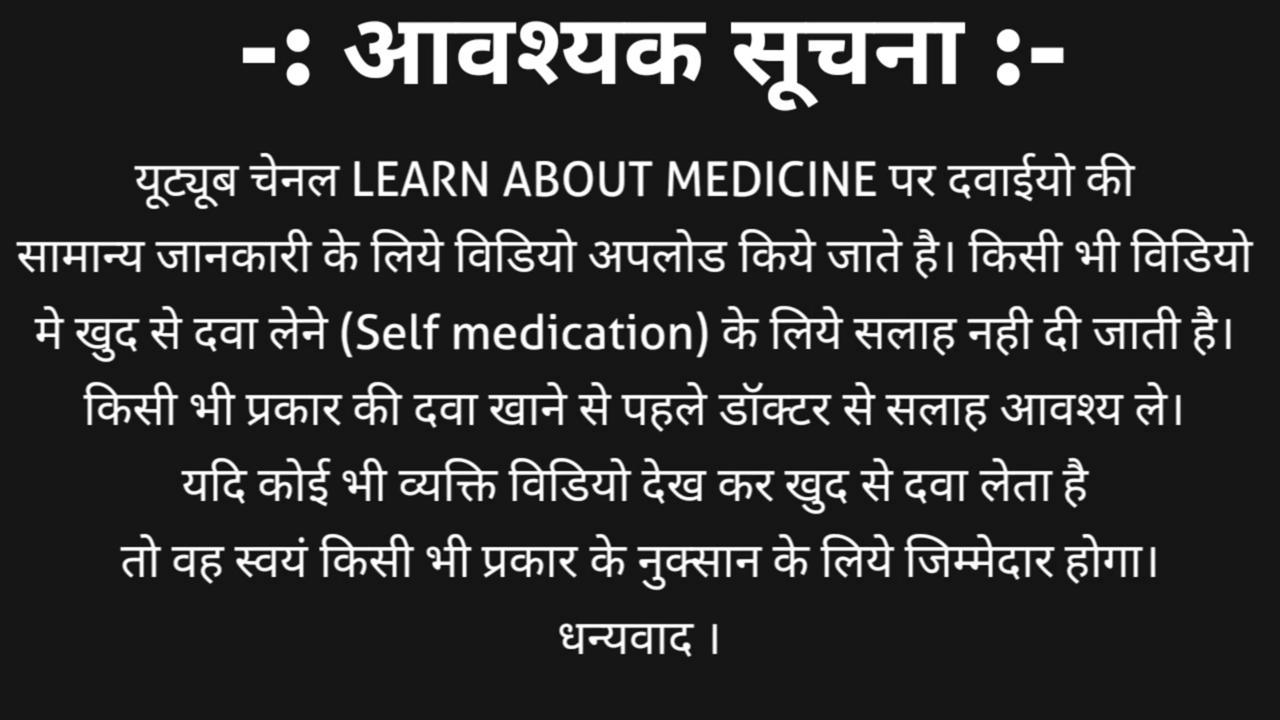 -: आवश्यक सूचना :-
यूट्यूब चेनल LEARN ABOUT MEDICINE पर दवाईयो की
सामान्य जानकारी के लिये विडियो अपलोड किये जाते है। किसी भी विडियो
मे खुद से दवा लेने (Self medication) के लिये सलाह नही दी जाती है।
किसी भी प्रकार की दवा खाने से पहले डॉक्टर से सलाह आवश्य ले।
यदि कोई भी व्यक्ति विडियो देख कर खुद से दवा लेता है
तो वह स्वयं किसी भी प्रकार के नुक्सान के लिये जिम्मेदार होगा।
धन्यवाद ।